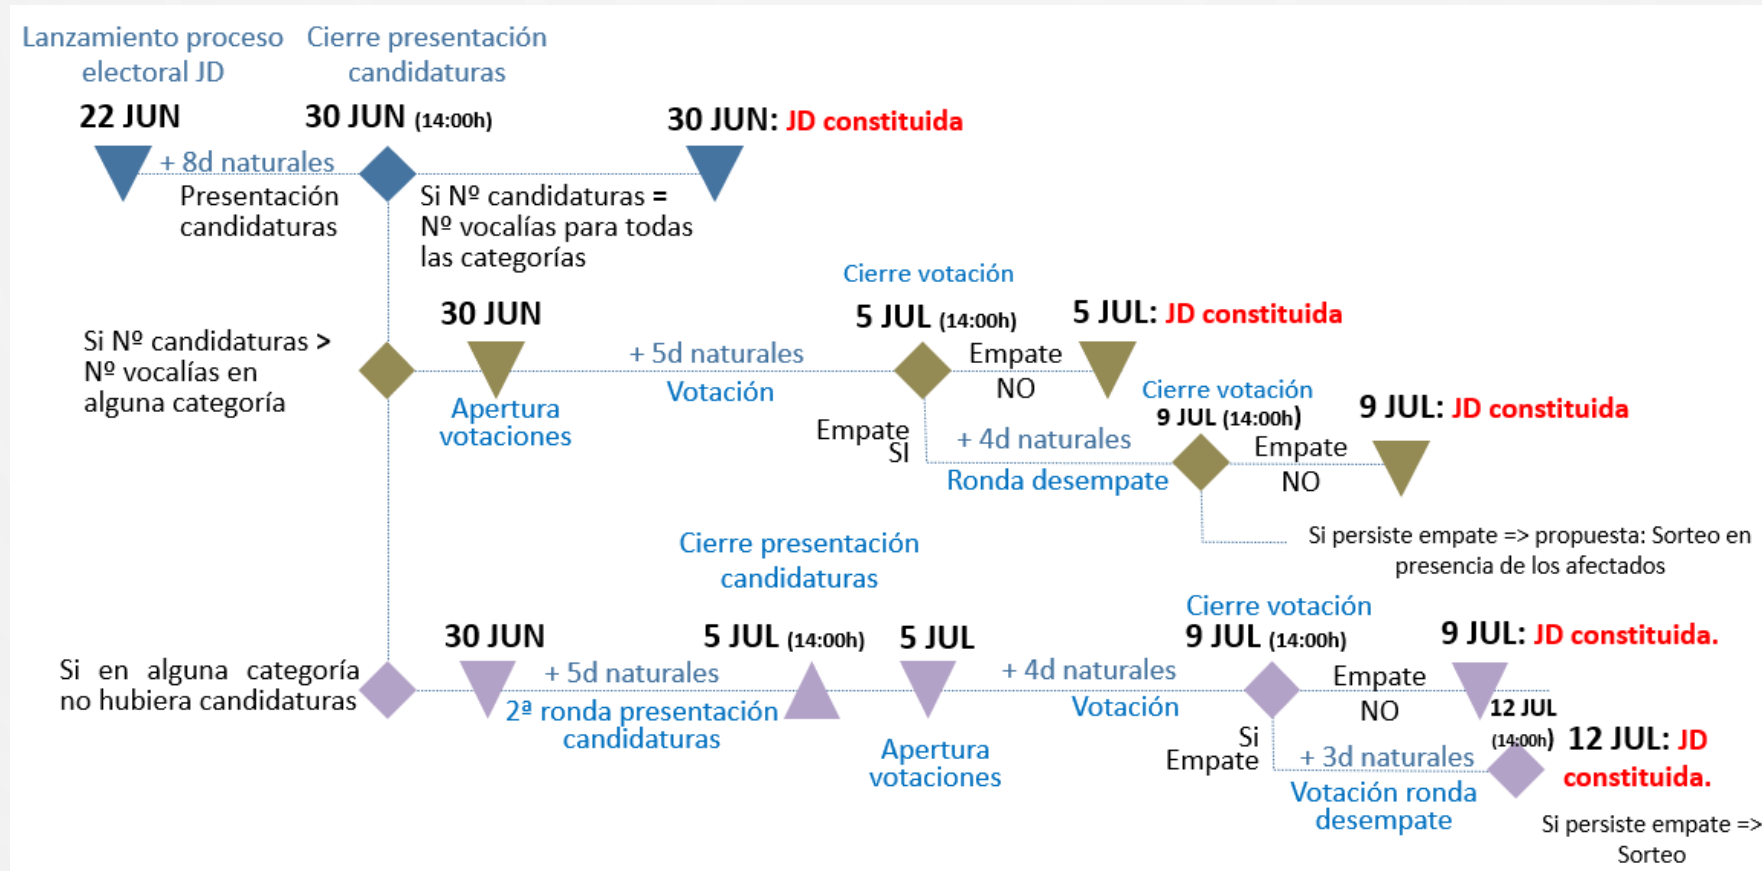 Lanzamiento proceso
electoral JD
Cierre presentación
candidaturas
22 JUN
30 JUN (14:00h)
30 JUN: JD constituida
+ 8d naturales
Presentación
candidaturas
Si Nº candidaturas =
Nº vocalías para todas
las categorías
Si Nº candidaturas >
Nº vocalías en
alguna categoría
30 JUN
Apertura
votaciones
+ 5d naturales
Votación
Cierre votación
5 JUL (14:00h)
Empate
NO
5 JUL: JD constituida
Empate
SI
+ 4d naturales
Ronda desempate
Cierre votación
9 JUL (14:00h)
Empate
NO
9 JUL: JD constituida
Si persiste empate => propuesta: Sorteo en
presencia de los afectados
Si en alguna categoría
no hubiera candidaturas
30 JUN
+ 5d naturales
2ª ronda presentación
candidaturas
Cierre presentación
candidaturas
5 JUL (14:00h)
5 JUL
Apertura
votaciones
+ 4d naturales
Votación
Cierre votación
9 JUL (14:00h)
Empate
NO
9 JUL: JD constituida.
Si
Empate
+ 3d naturales
Votación ronda
desempate
12 JUL
(14:00h)
12 JUL: JD
constituida.
Si persiste empate =>
Sorteo